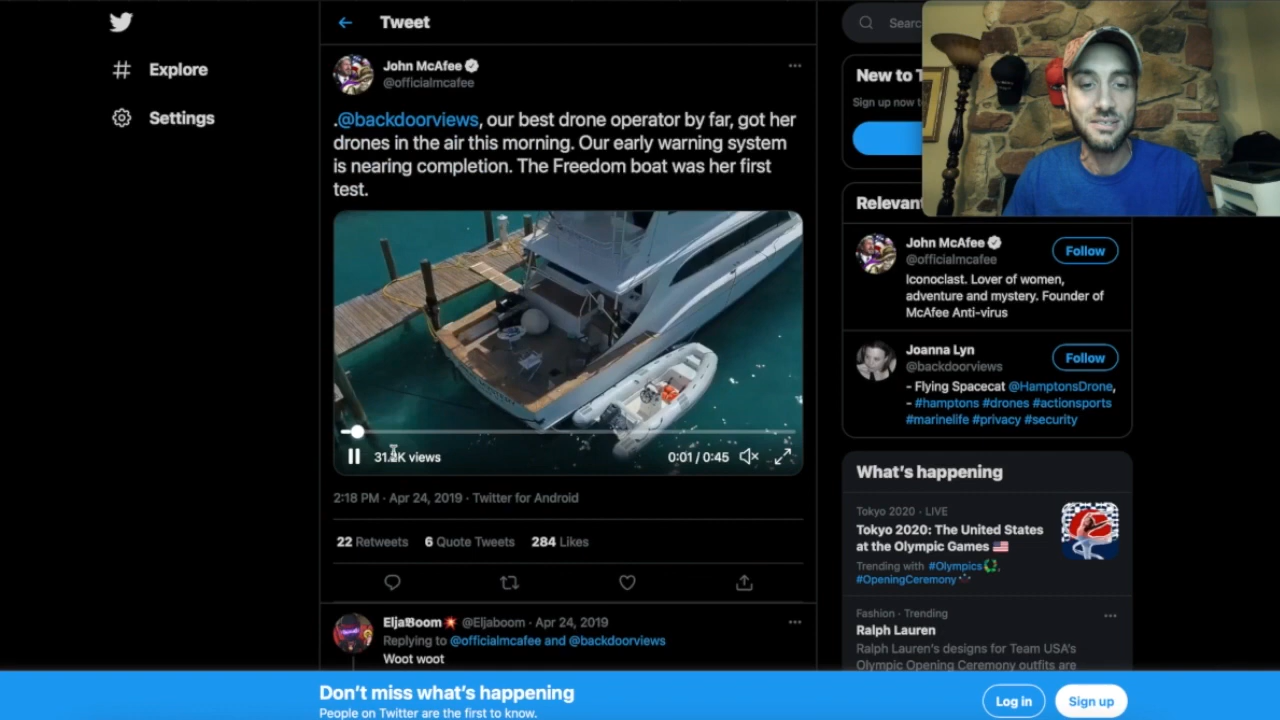 Tweet
Explore
Settings
John McAfee
@officialmcafee
.@backdoorviews, our best drone operator by far, got her
drones in the air this morning. Our early warning system
is nearing completion. The Freedom boat was her first
test.
views
0:01 / 0:45
2:18 PM · Apr 24, 2019 · Twitter for Android
22 Retweets 6 Quote Tweets 284 Likes
EljaBoom @Eljaboom · Apr 24, 2019
Replying to @officialmcafee and @backdoorviews
Woot woot
New to
Sign up now
Relevan
John McAfee
@officialmcafee
Follow
Iconoclast. Lover of women,
adventure and mystery. Founder of
McAfee Anti-virus
Joanna Lyn
@backdoorviews
Follow
- Flying Spacecat @HamptonsDrone,
- #hamptons #drones #actionsports
#marinelife #privacy #security
What's happening
Tokyo 2020 · LIVE
Tokyo 2020: The United States
at the Olympic Games
Trending with #Olympics,
#OpeningCeremony
Fashion · Trending
Ralph Lauren
Ralph Lauren's designs for Team USA's
Olympic Opening Ceremony outfits are
Don't miss what's happening
People on Twitter are the first to know.
Log in
Sign up